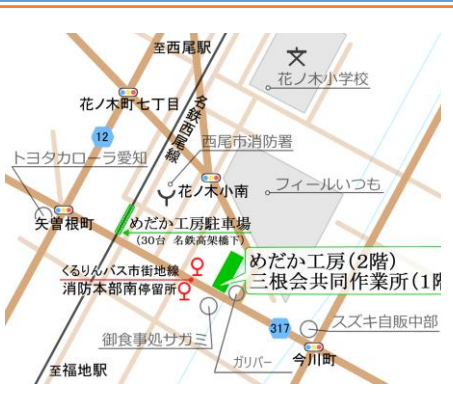 至西尾駅
文
花ノ木小学校
花ノ木町七丁目
名鉄西尾線
12
西尾市消防署
トヨタカローラ愛知
花ノ木小南
フィールいつも
矢曽根町
めだか工房駐車場
(30台 名鉄高架橋下)
めだか工房(2階)
三根会共同作業所(1階
くるりんバス市街地線
消防本部南停留所
317
スズキ自販中部
御食事処サガミ
ガリバー
今川町
至福地駅